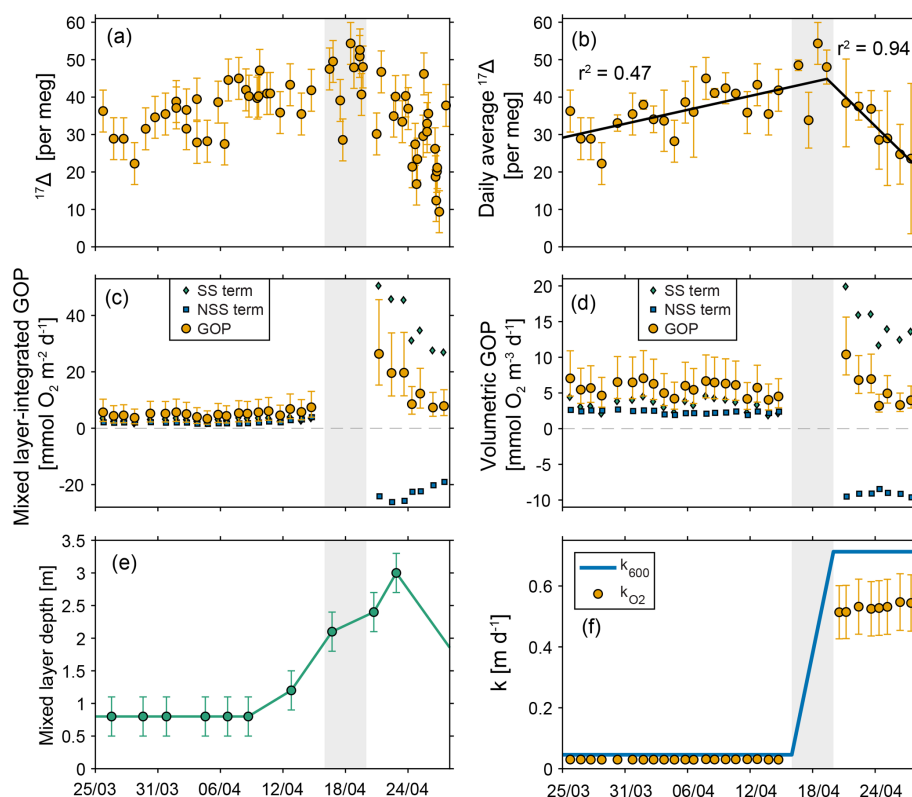 (a)
¹⁷Δ [per meg]
60
50
40
30
20
10
0
(b)
r² = 0.47
r² = 0.94
Daily average ¹⁷Δ
[per meg]
60
50
40
30
20
10
0
(c)
SS term
NSS term
GOP
Mixed layer-integrated GOP
[mmol O₂ m⁻² d⁻¹]
40
20
0
-20
(d)
SS term
NSS term
GOP
Volumetric GOP
[mmol O₂ m⁻³ d⁻¹]
20
15
10
5
0
-5
-10
(e)
Mixed layer depth [m]
3.5
3
2.5
2
1.5
1
0.5
0
25/03
31/03
06/04
12/04
18/04
24/04
k₆₀₀
k_O2
(f)
k [m d⁻¹]
0.6
0.4
0.2
0
25/03
31/03
06/04
12/04
18/04
24/04